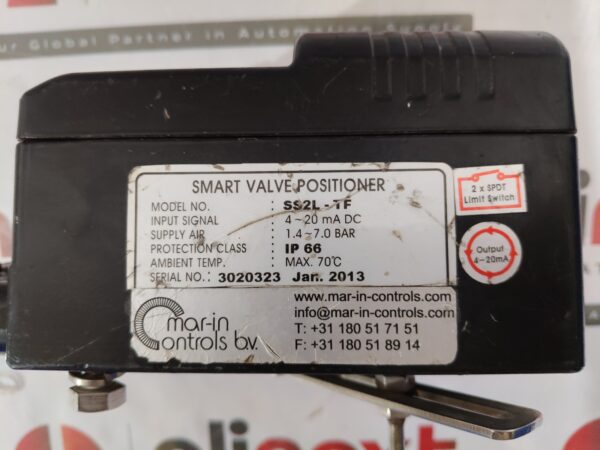 ur Global Partner in Automation Supply
SMART VALVE POSITIONER
MODEL NO. : SS2L - TF
INPUT SIGNAL : 4 ~ 20 mA DC
SUPPLY AIR : 1.4 ~ 7.0 BAR
PROTECTION CLASS : IP 66
AMBIENT TEMP. : MAX. 70℃
SERIAL NO. : 3020323 Jan. 2013
2 x SPDT
Limit Switch
Output
4~20mA
mar-in
Controls b.v.
www.mar-in-controls.com
info@mar-in-controls.com
T: +31 180 51 71 51
F: +31 180 51 89 14